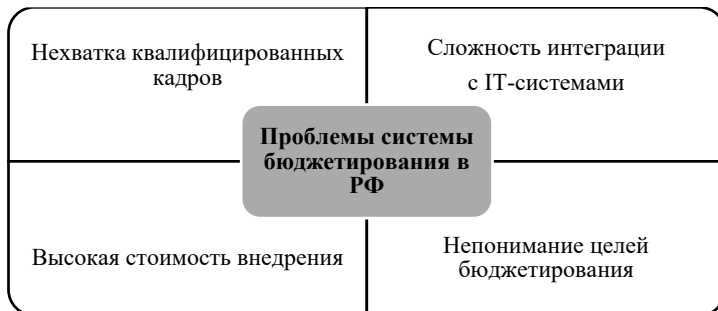 Нехватка квалифицированных
кадров
Сложность интеграции
с IT-системами
Проблемы системы
бюджетирования в
РФ
Высокая стоимость внедрения
Непонимание целей
бюджетирования